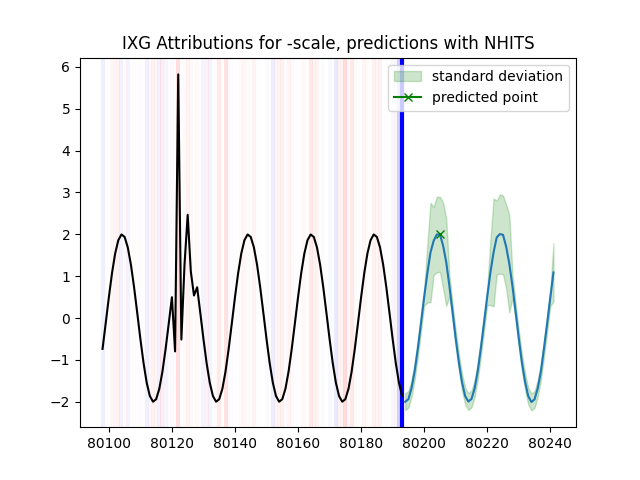 IXG Attributions for -scale, predictions with NHITS
standard deviation
predicted point
6
5
4
3
2
1
0
−1
−2
80100 80120 80140 80160 80180 80200 80220 80240